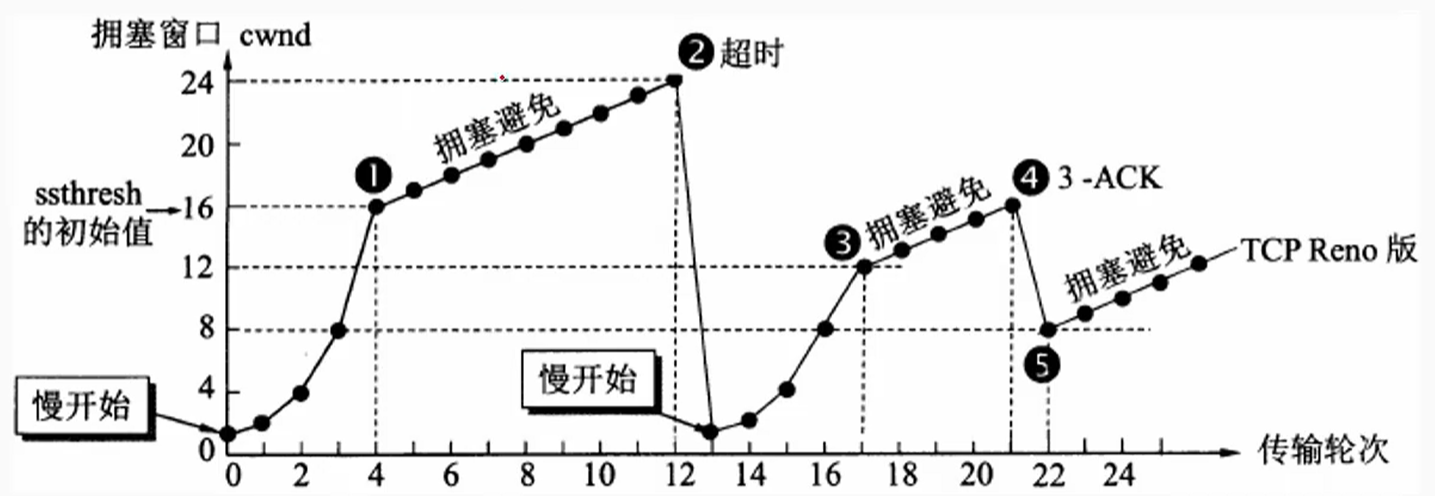 拥塞窗口 cwnd
❷超时
24
拥塞避免
20
❶
❹ 3 -ACK
ssthresh
的初始值
16
❸ 拥塞避免
TCP Reno 版
12
拥塞避免
8
❺
慢开始
慢开始
4
0
0 2 4 6 8 10 12 13 14 16 18 20 22 24
传输轮次